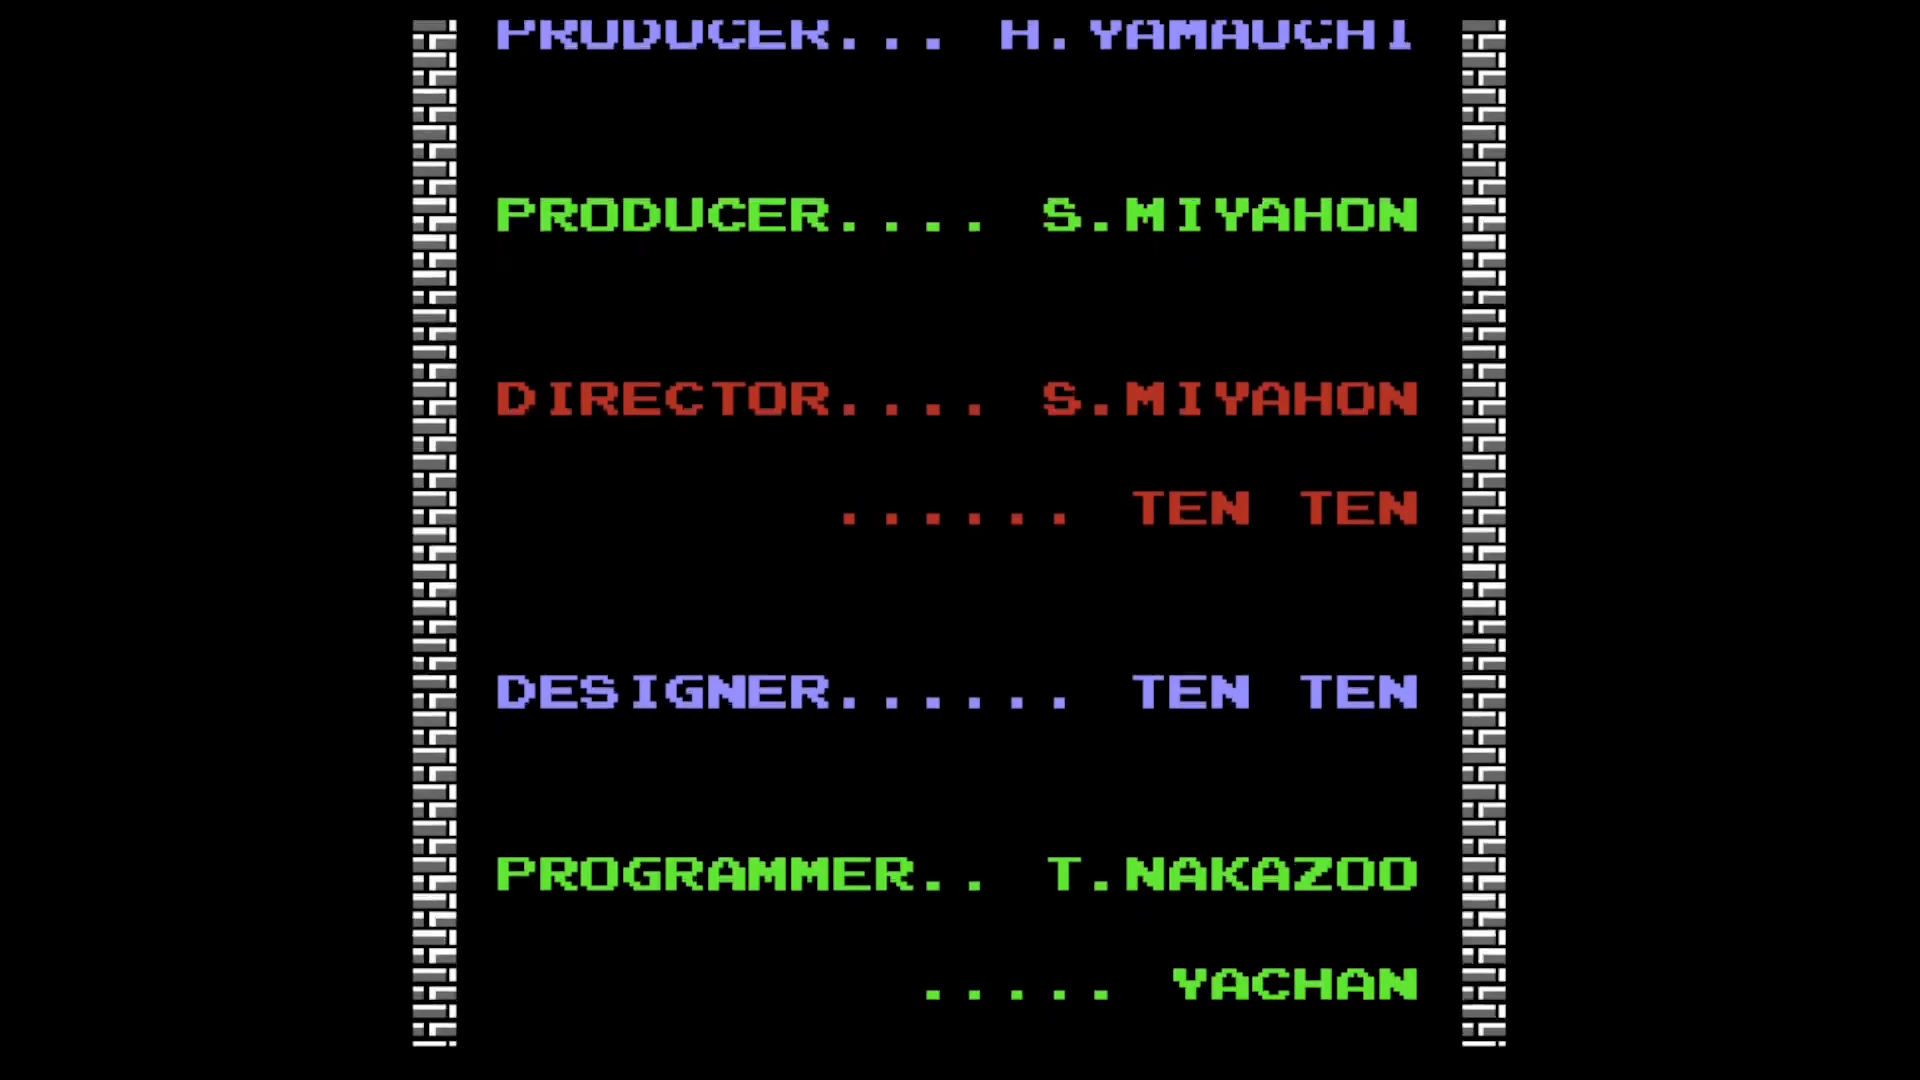 PRODUCER... H.YAMAUCHI
PRODUCER.... S.MIYAHON
DIRECTOR.... S.MIYAHON
...... TEN TEN
DESIGNER...... TEN TEN
PROGRAMMER.. T.NAKAZOO
..... YACHAN